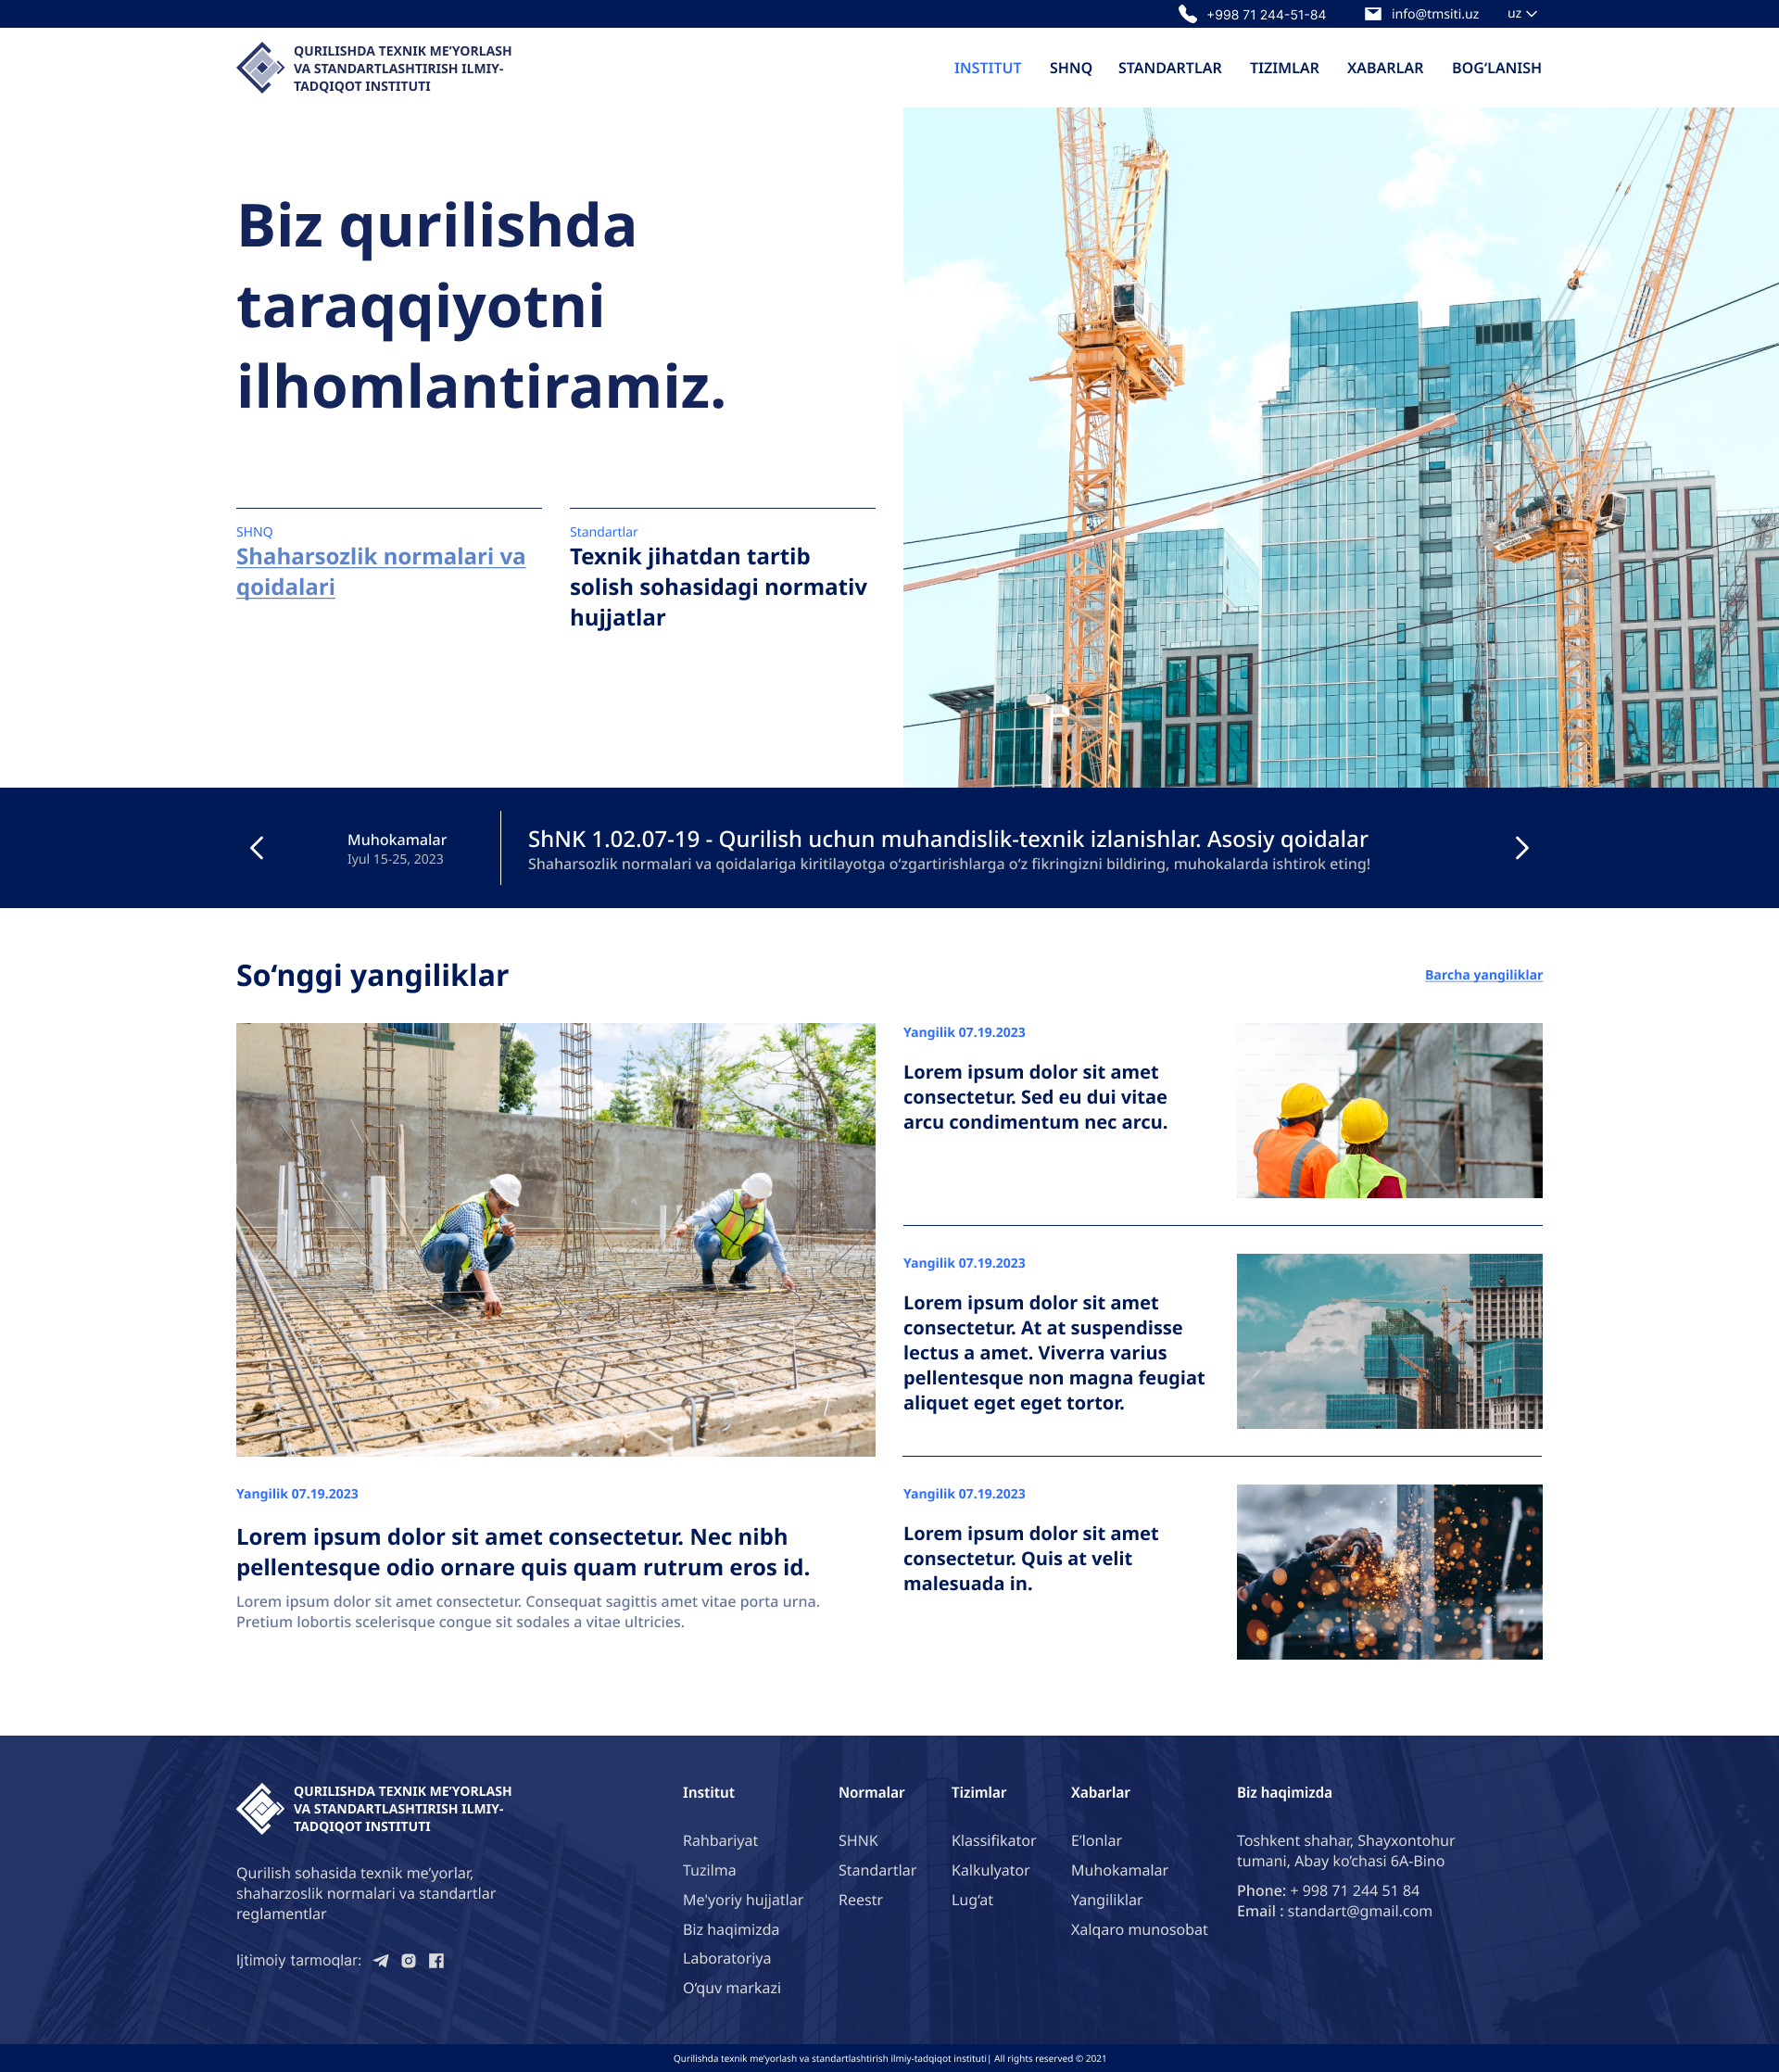 +998 71 244-51-84
info@tmsiti.uz
uz
QURILISHDA TEXNIK ME’YORLASH
VA STANDARTLASHTIRISH ILMIY-
TADQIQOT INSTITUTI
INSTITUT
SHNQ
STANDARTLAR
TIZIMLAR
XABARLAR
BOG‘LANISH
Biz qurilishda
taraqqiyotni
ilhomlantiramiz.
SHNQ
Shaharsozlik normalari va
qoidalari
Standartlar
Texnik jihatdan tartib
solish sohasidagi normativ
hujjatlar
Muhokamalar
Iyul 15-25, 2023
ShNK 1.02.07-19 - Qurilish uchun muhandislik-texnik izlanishlar. Asosiy qoidalar
Shaharsozlik normalari va qoidalariga kiritilayotga o‘zgartirishlarga o‘z fikringizni bildiring, muhokalarda ishtirok eting!
So‘nggi yangiliklar
Barcha yangiliklar
Yangilik 07.19.2023
Lorem ipsum dolor sit amet consectetur. Nec nibh
pellentesque odio ornare quis quam rutrum eros id.
Lorem ipsum dolor sit amet consectetur. Consequat sagittis amet vitae porta urna.
Pretium lobortis scelerisque congue sit sodales a vitae ultricies.
Yangilik 07.19.2023
Lorem ipsum dolor sit amet
consectetur. Sed eu dui vitae
arcu condimentum nec arcu.
Yangilik 07.19.2023
Lorem ipsum dolor sit amet
consectetur. At at suspendisse
lectus a amet. Viverra varius
pellentesque non magna feugiat
aliquet eget eget tortor.
Yangilik 07.19.2023
Lorem ipsum dolor sit amet
consectetur. Quis at velit
malesuada in.
QURILISHDA TEXNIK ME’YORLASH
VA STANDARTLASHTIRISH ILMIY-
TADQIQOT INSTITUTI
Qurilish sohasida texnik me’yorlar,
shaharzoslik normalari va standartlar
reglamentlar
Ijtimoiy tarmoqlar:
Institut
Rahbariyat
Tuzilma
Me'yoriy hujjatlar
Biz haqimizda
Laboratoriya
O‘quv markazi
Normalar
SHNK
Standartlar
Reestr
Tizimlar
Klassifikator
Kalkulyator
Lug‘at
Xabarlar
E’lonlar
Muhokamalar
Yangiliklar
Xalqaro munosobat
Biz haqimizda
Toshkent shahar, Shayxontohur
tumani, Abay ko’chasi 6A-Bino
Phone: + 998 71 244 51 84
Email : standart@gmail.com
Qurilishda texnik me’yorlash va standartlashtirish ilmiy-tadqiqot instituti| All rights reserved © 2021